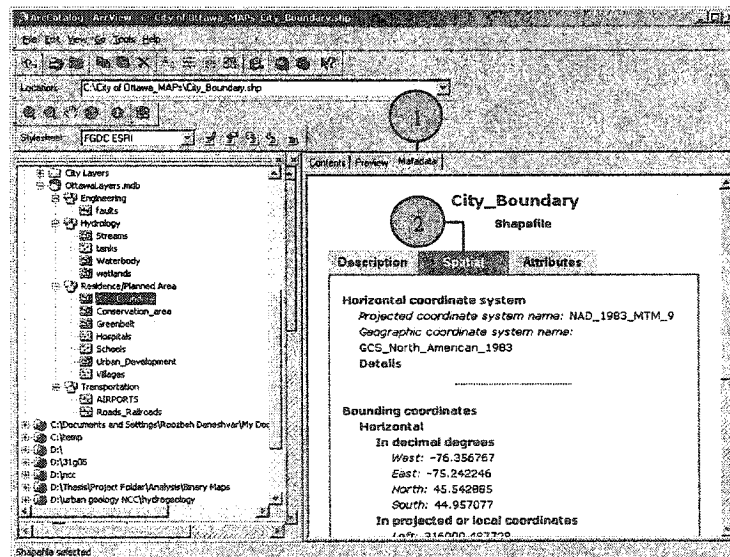 ArcCatalog - ArcView - C:\City of Ottawa_MAPs\City_Boundary.shp
File Edit View Go Tools Help
Location: C:\City of Ottawa_MAPs\City_Boundary.shp
Stylesheet: FGDC ESRI
1
Contents Preview Metadata
City Layers
OttawaLayers.mdb
Engineering
faults
Hydrology
Streams
tanks
Waterbody
wetlands
Residence/Planned Area
Conservation_area
Greenbelt
Hospitals
Schools
Urban_Development
Villages
Transportation
AIRPORTS
Roads_Railroads
C:\Documents and Settings\Roozbeh Daneshvar\My Doc
C:\temp
D:\
D:\31g05
D:\ncc
D:\Thesis\Project Folder\Analysis\Binary Maps
D:\urban geology NCC\hydrogeology
City_Boundary
2
Shapefile
Description Spatial Attributes
Horizontal coordinate system
Projected coordinate system name: NAD_1983_MTM_9
Geographic coordinate system name:
GCS_North_American_1983
Details
Bounding coordinates
Horizontal
In decimal degrees
West: -76.356767
East: -75.242246
North: 45.542865
South: 44.957077
In projected or local coordinates
Left: 316000.487728
Shapefile selected